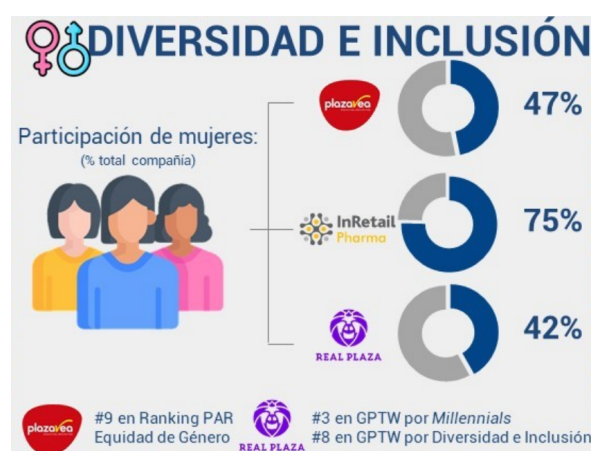 DIVERSIDAD E INCLUSIÓN
Participación de mujeres:
(% total compañía)
plazavea
47%
InRetail
Pharma
75%
REAL PLAZA
42%
plazavea
#9 en Ranking PAR
Equidad de Género
REAL PLAZA
#3 en GPTW por Millennials
#8 en GPTW por Diversidad e Inclusión